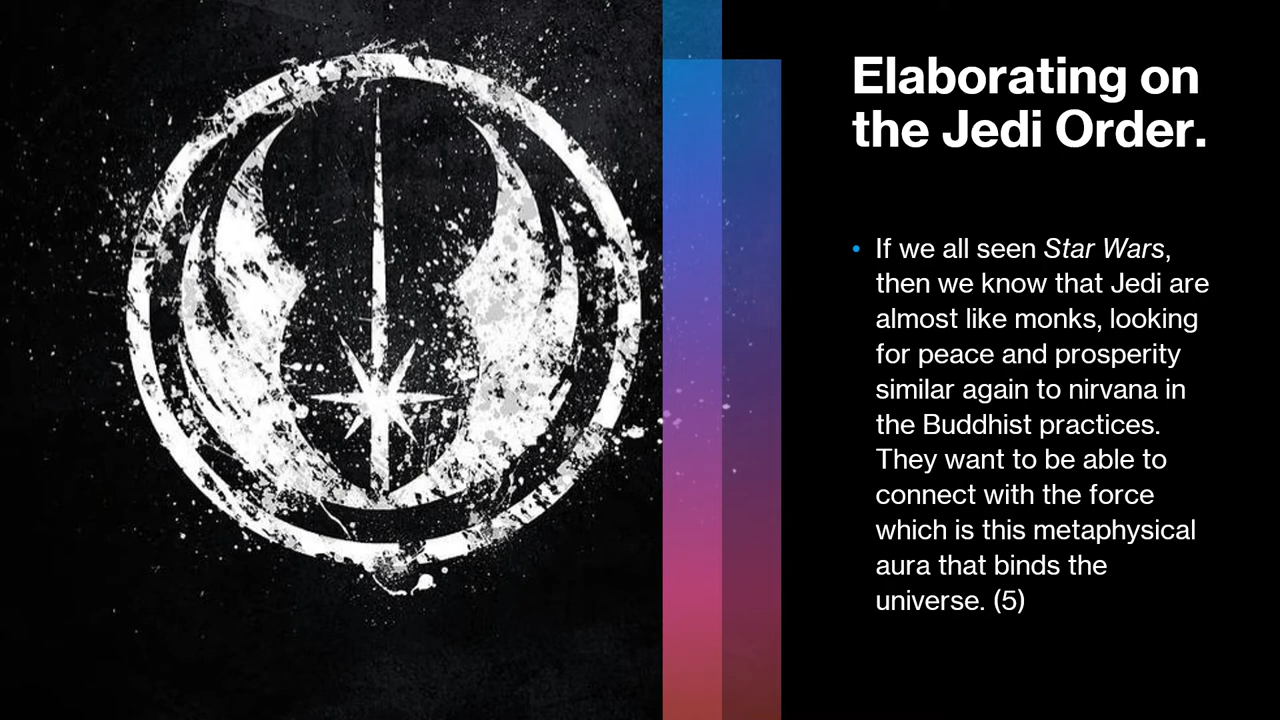 Elaborating on
the Jedi Order.
• If we all seen Star Wars,
then we know that Jedi are
almost like monks, looking
for peace and prosperity
similar again to nirvana in
the Buddhist practices.
They want to be able to
connect with the force
which is this metaphysical
aura that binds the
universe. (5)